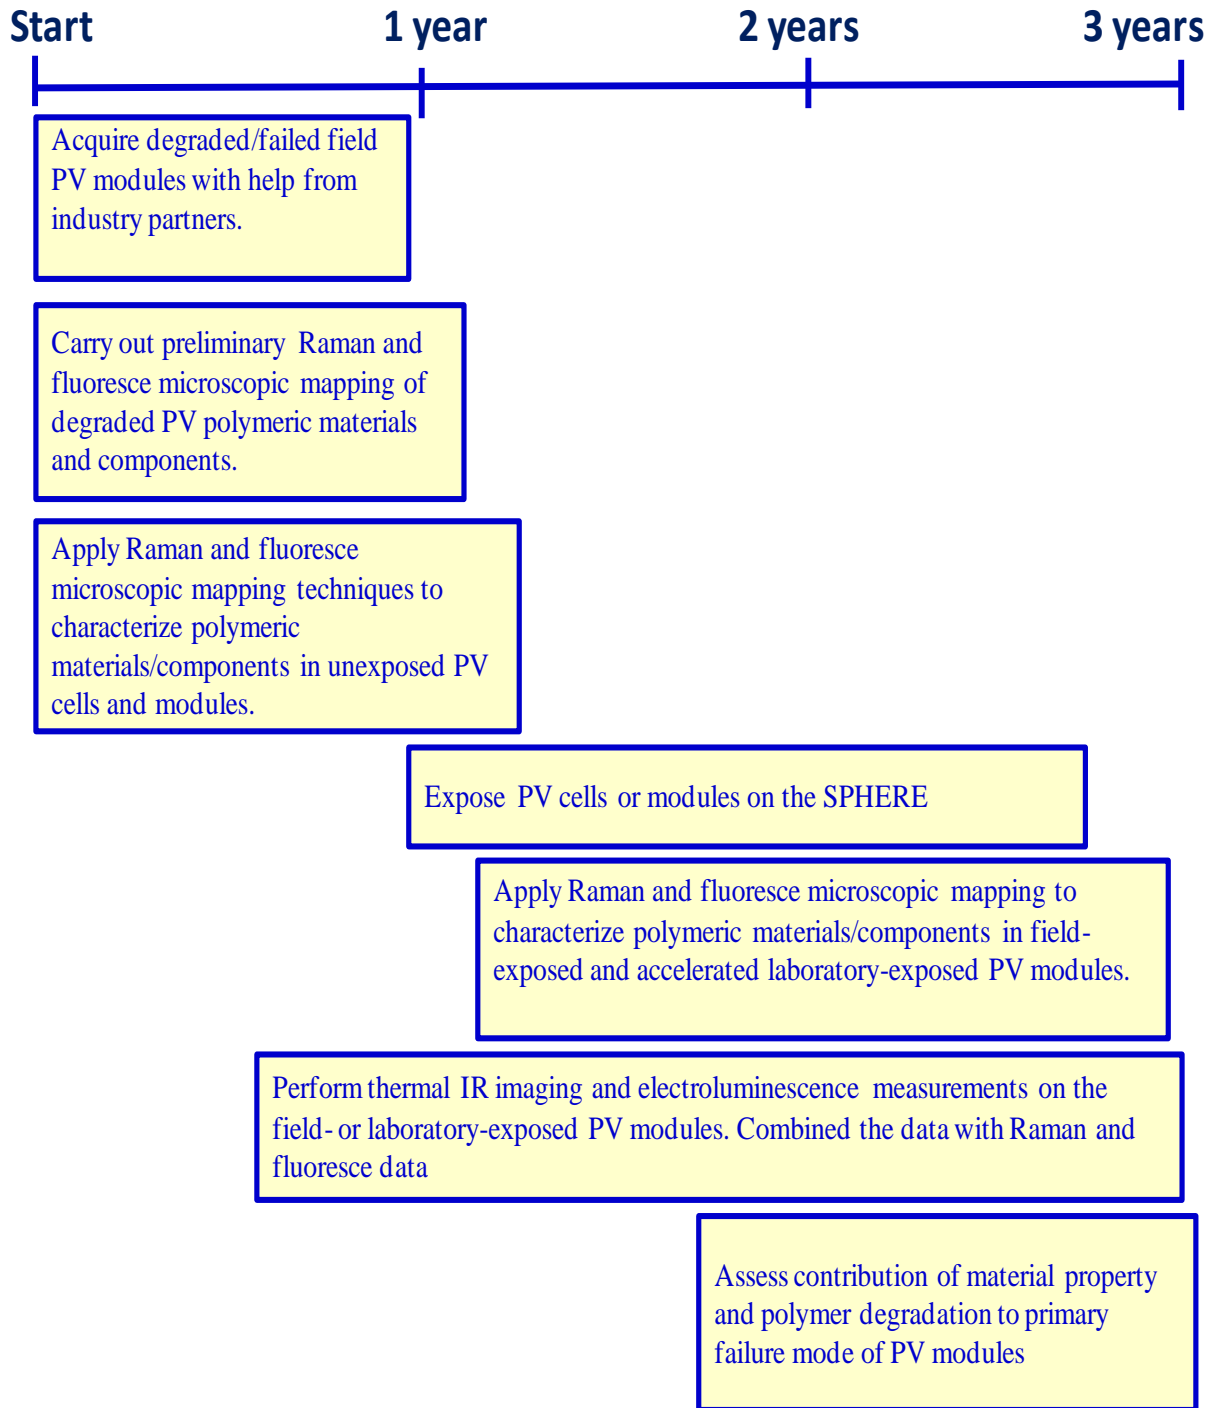 Start 1 year 2 years 3 years
Acquire degraded/failed field
PV modules with help from
industry partners.
Carry out preliminary Raman and
fluoresce microscopic mapping of
degraded PV polymeric materials
and components.
Apply Raman and fluoresce
microscopic mapping techniques to
characterize polymeric
materials/components in unexposed PV
cells and modules.
Expose PV cells or modules on the SPHERE
Apply Raman and fluoresce microscopic mapping to
characterize polymeric materials/components in field-
exposed and accelerated laboratory-exposed PV modules.
Perform thermal IR imaging and electroluminescence measurements on the
field- or laboratory-exposed PV modules. Combined the data with Raman and
fluoresce data
Assess contribution of material property
and polymer degradation to primary
failure mode of PV modules